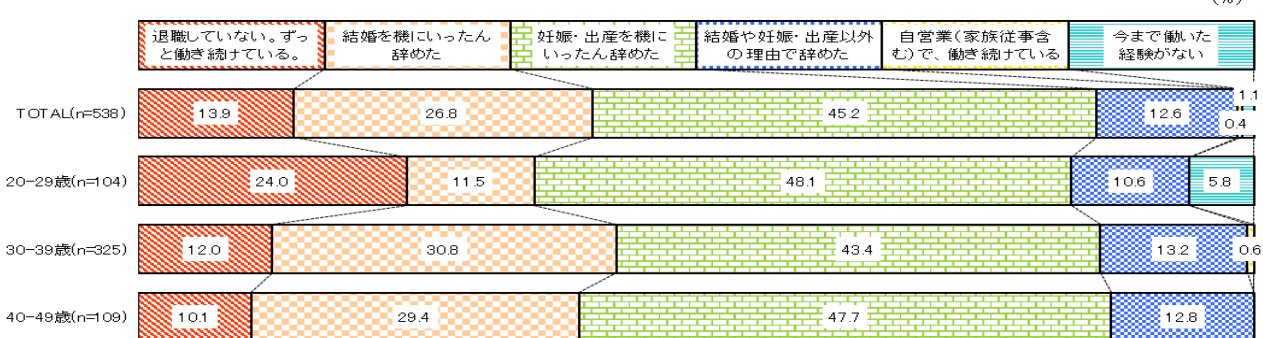 (%)
退職していない。ずっ
と働き続けている。
結婚を機にいったん
辞めた
妊娠・出産を機に
いったん辞めた
結婚や妊娠・出産以外
の理由で辞めた
自営業(家族従事含
む)で、働き続けている
今まで働いた
経験がない
TOTAL(n=538)
13.9
26.8
45.2
12.6
0.4
1.1
20-29歳(n=104)
24.0
11.5
48.1
10.6
5.8
30-39歳(n=325)
12.0
30.8
43.4
13.2
0.6
40-49歳(n=109)
10.1
29.4
47.7
12.8